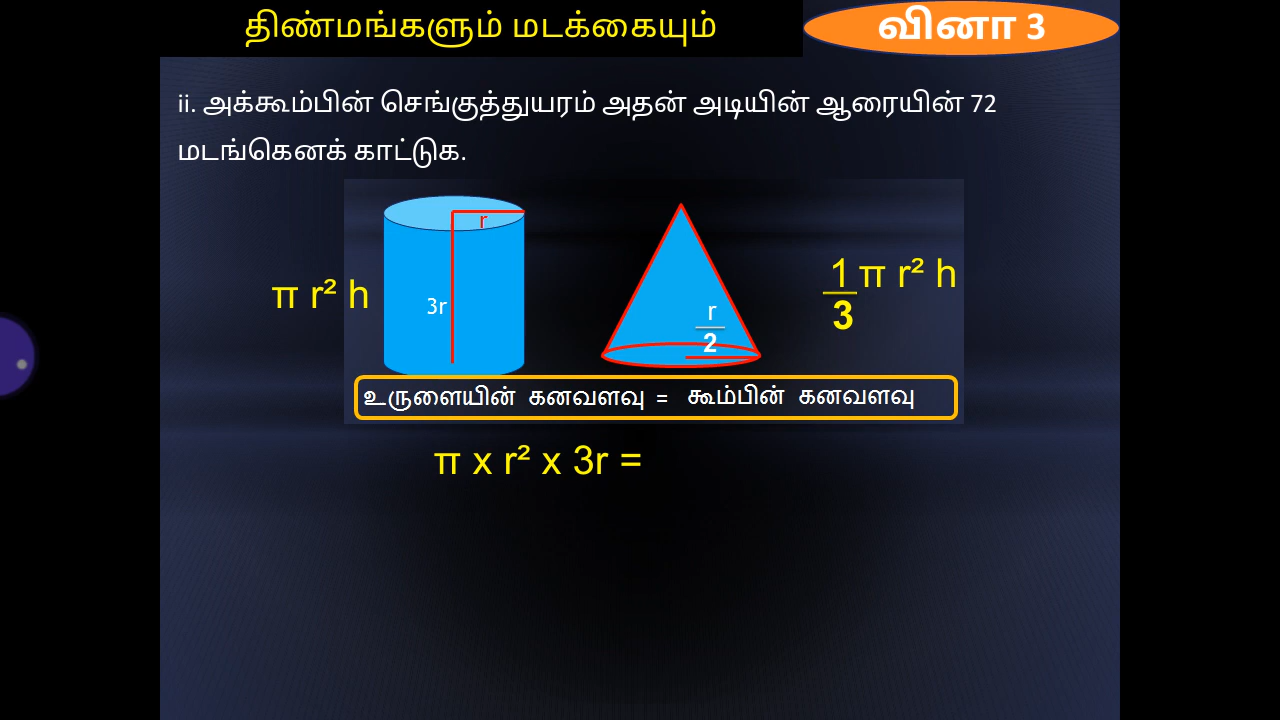 திண்மங்களும் மடக்கையும்
வினா 3
ii. அக்கூம்பின் செங்குத்துயரம் அதன் அடியின் ஆரையின் 72
மடங்கெனக் காட்டுக.
r
3r
π r² h
r
2
1
3
π r² h
உருளையின் கனவளவு = கூம்பின் கனவளவு
π x r² x 3r =